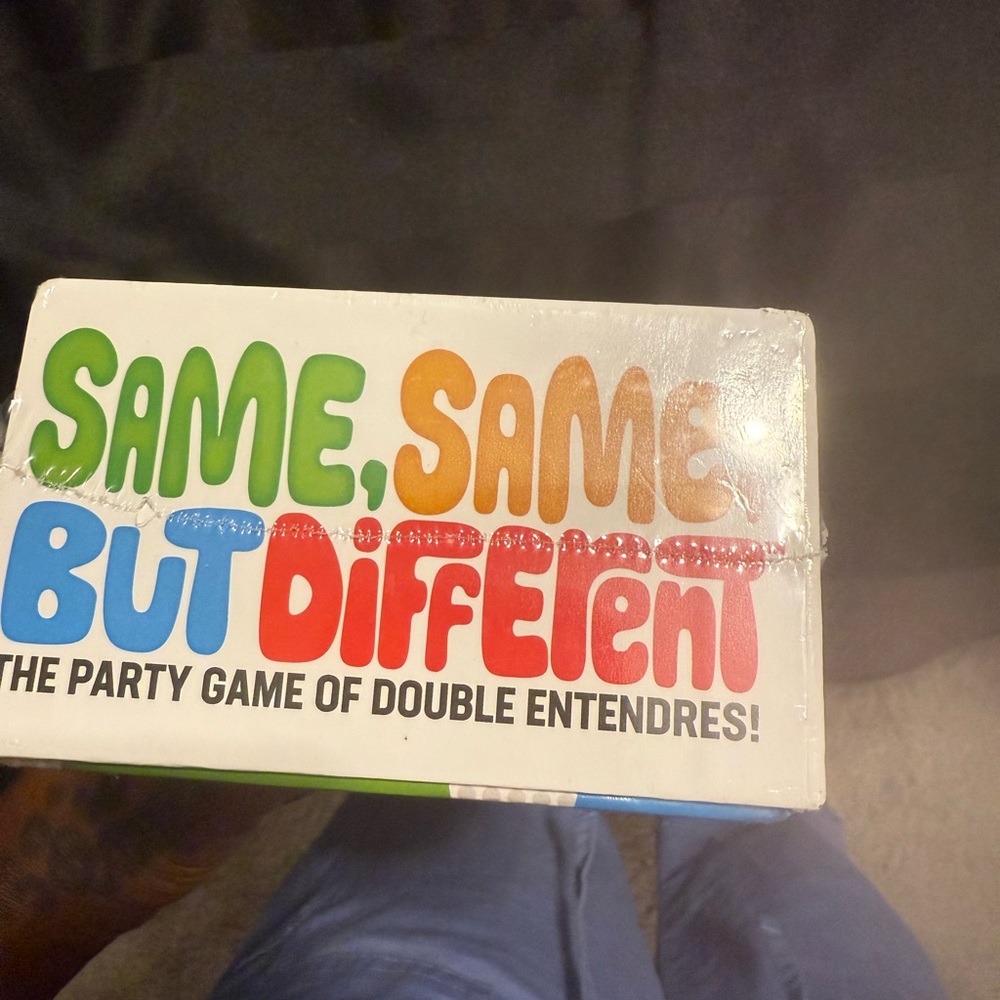 SAME, SAME,
BUT DIFFERENT
THE PARTY GAME OF DOUBLE ENTENDRES!